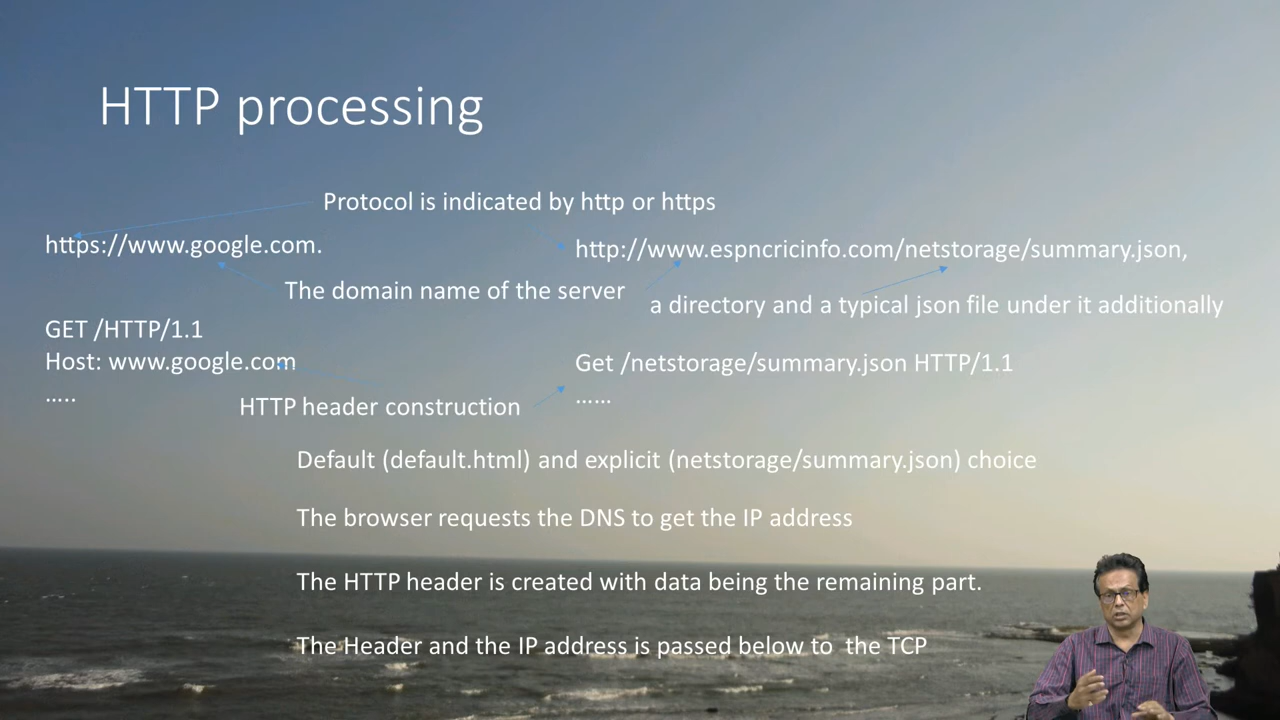 HTTP processing
Protocol is indicated by http or https
https://www.google.com.
http://www.espncricinfo.com/netstorage/summary.json,
The domain name of the server
a directory and a typical json file under it additionally
GET /HTTP/1.1
Host: www.google.com
…..
Get /netstorage/summary.json HTTP/1.1
……
HTTP header construction
Default (default.html) and explicit (netstorage/summary.json) choice
The browser requests the DNS to get the IP address
The HTTP header is created with data being the remaining part.
The Header and the IP address is passed below to  the TCP